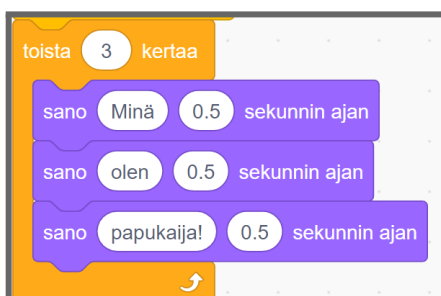 toista 3 kertaa
sano Minä 0.5 sekunnin ajan
sano olen 0.5 sekunnin ajan
sano papukaija! 0.5 sekunnin ajan